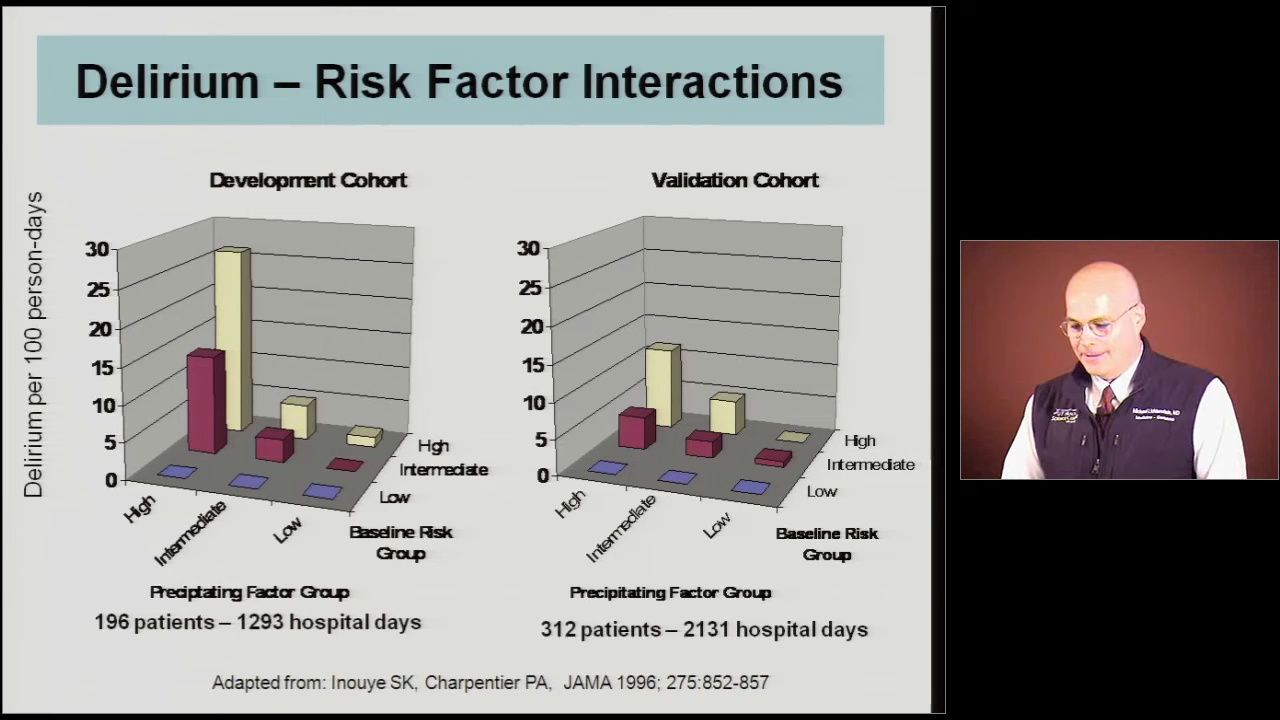 Delirium – Risk Factor Interactions
Delirium per 100 person-days
Development Cohort
30
25
20
15
10
5
0
High
Intermediate
Low
Hgh
Intermediate
Low
Baseline Risk
Group
Preciptating Factor Group
196 patients – 1293 hospital days
Validation Cohort
30
25
20
15
10
5
0
High
Intermediate
Low
High
Intermediate
Low
Baseline Risk
Group
Precipitating Factor Group
312 patients – 2131 hospital days
Adapted from: Inouye SK, Charpentier PA, JAMA 1996; 275:852-857